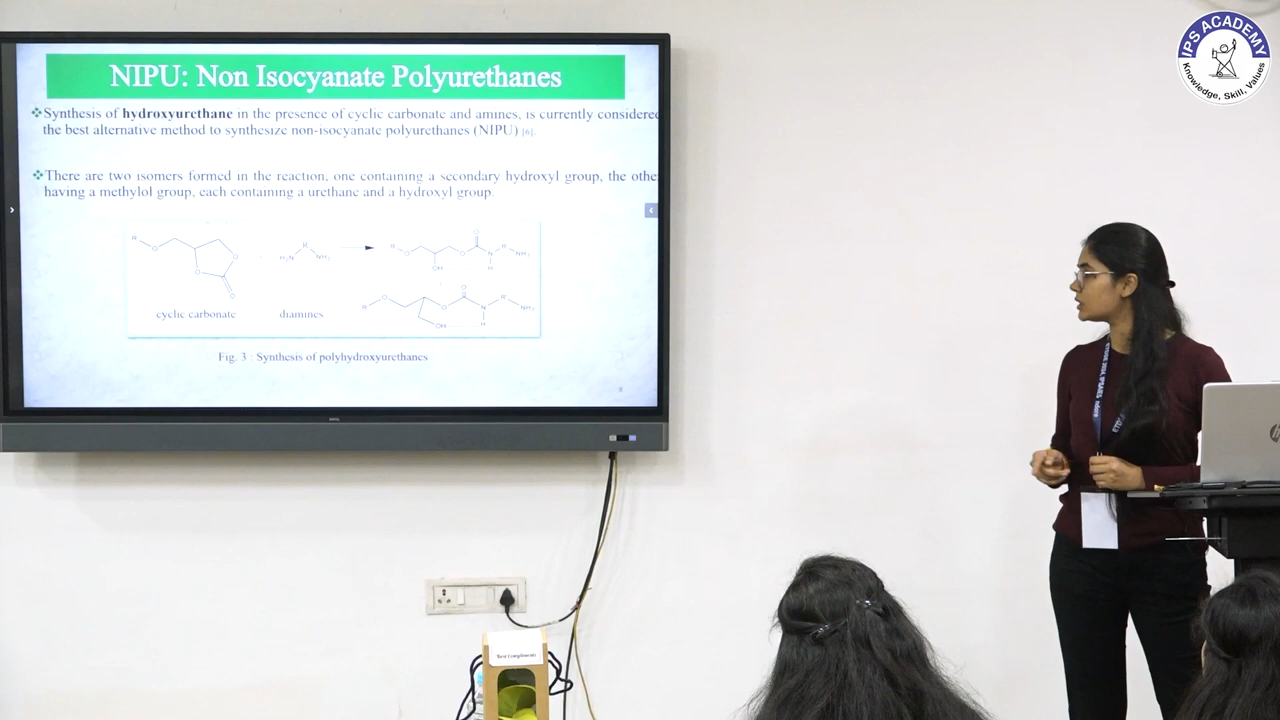 NIPU: Non Isocyanate Polyurethanes
❖Synthesis of hydroxyurethane in the presence of cyclic carbonate and amines, is currently considered
the best alternative method to synthesize non-isocyanate polyurethanes (NIPU) [6].
❖There are two isomers formed in the reaction, one containing a secondary hydroxyl group, the other
having a methylol group, each containing a urethane and a hydroxyl group.
cyclic carbonate
diamines
Fig. 3 : Synthesis of polyhydroxyurethanes
8
IPS ACADEMY
Knowledge, Skill, Values
Best Compliments